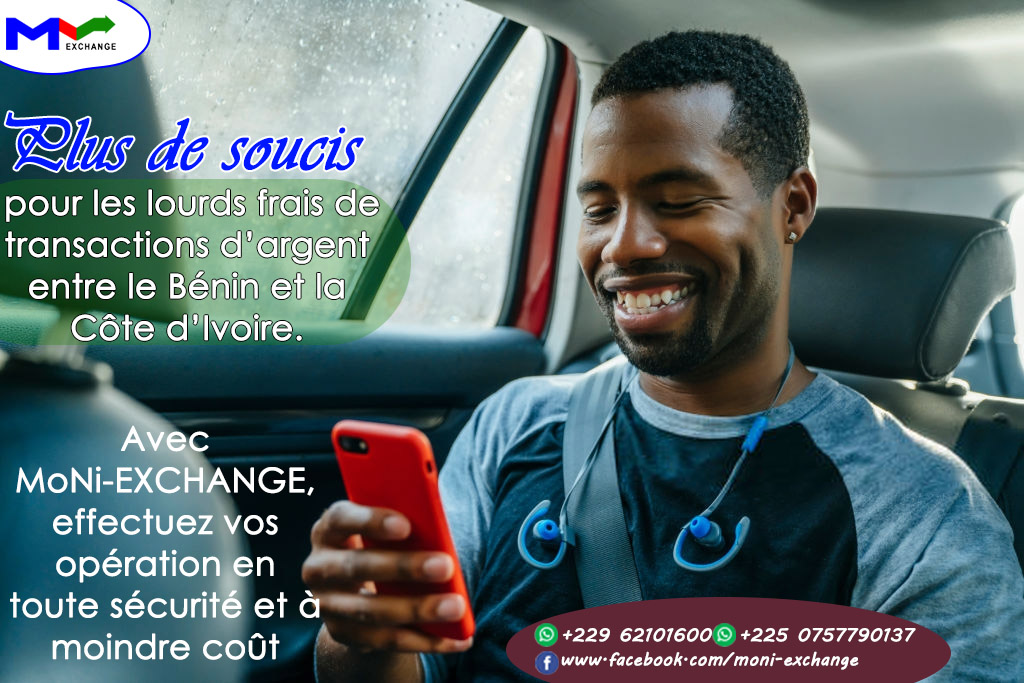 MV
EXCHANGE
Plus de soucis
pour les lourds frais de
transactions d’argent
entre le Bénin et la
Côte d’Ivoire.
Avec
MoNi-EXCHANGE,
effectuez vos
opération en
toute sécurité et à
moindre coût
+229 62101600 +225 0757790137
www.facebook.com/moni-exchange